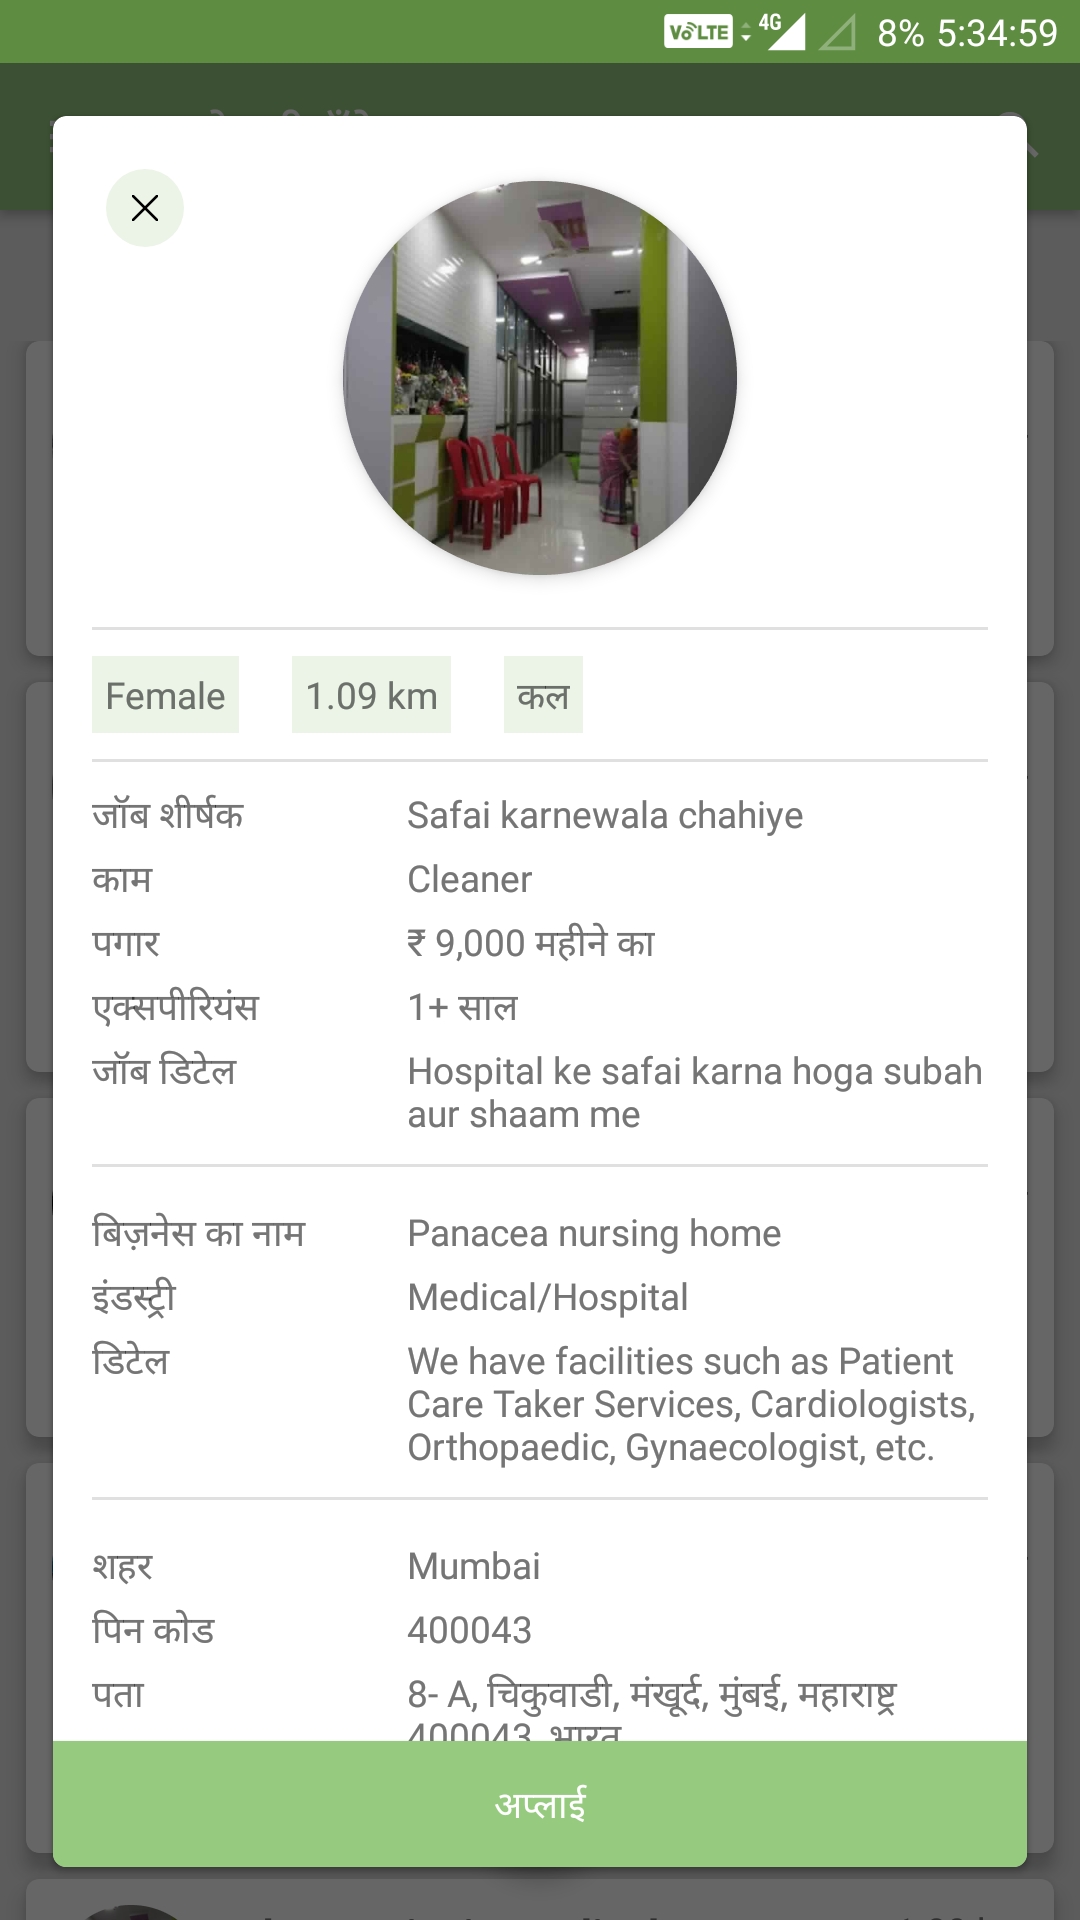 VoLTE 4G 8% 5:34:59
Female 1.09 km कल
जॉब शीर्षक Safai karnewala chahiye
काम Cleaner
पगार ₹ 9,000 महीने का
एक्सपीरियंस 1+ साल
जॉब डिटेल Hospital ke safai karna hoga subah
aur shaam me
बिज़नेस का नाम Panacea nursing home
इंडस्ट्री Medical/Hospital
डिटेल We have facilities such as Patient
Care Taker Services, Cardiologists,
Orthopaedic, Gynaecologist, etc.
शहर Mumbai
पिन कोड 400043
पता 8- A, चिकुवाडी, मंखूर्द, मुंबई, महाराष्ट्र
400043, भारत
अप्लाई